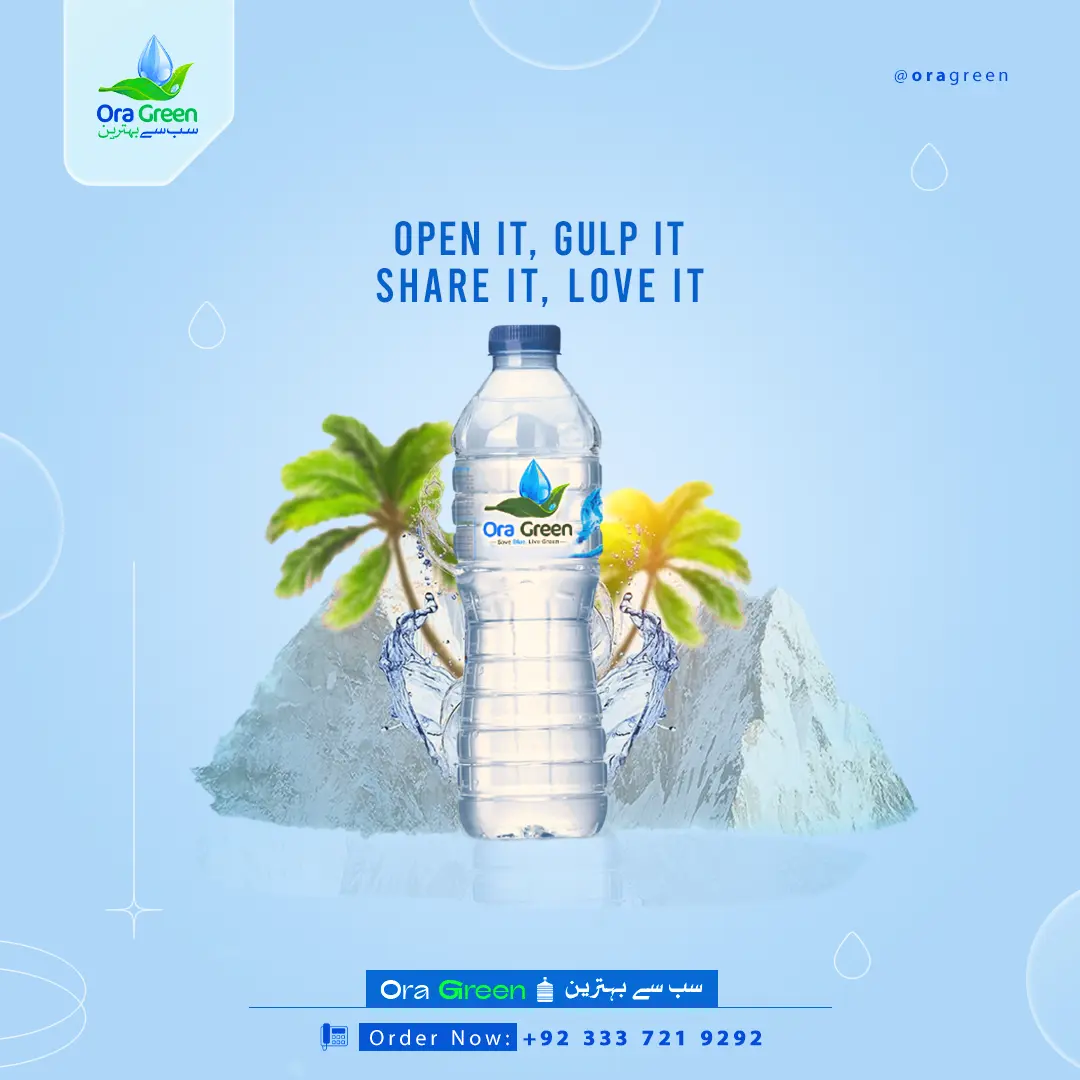 Ora Green
سب سے بہترین
@oragreen
OPEN IT, GULP IT
SHARE IT, LOVE IT
Ora Green
Save Blue Live Green
Ora Green سب سے بہترین
Order Now: +92 333 721 9292